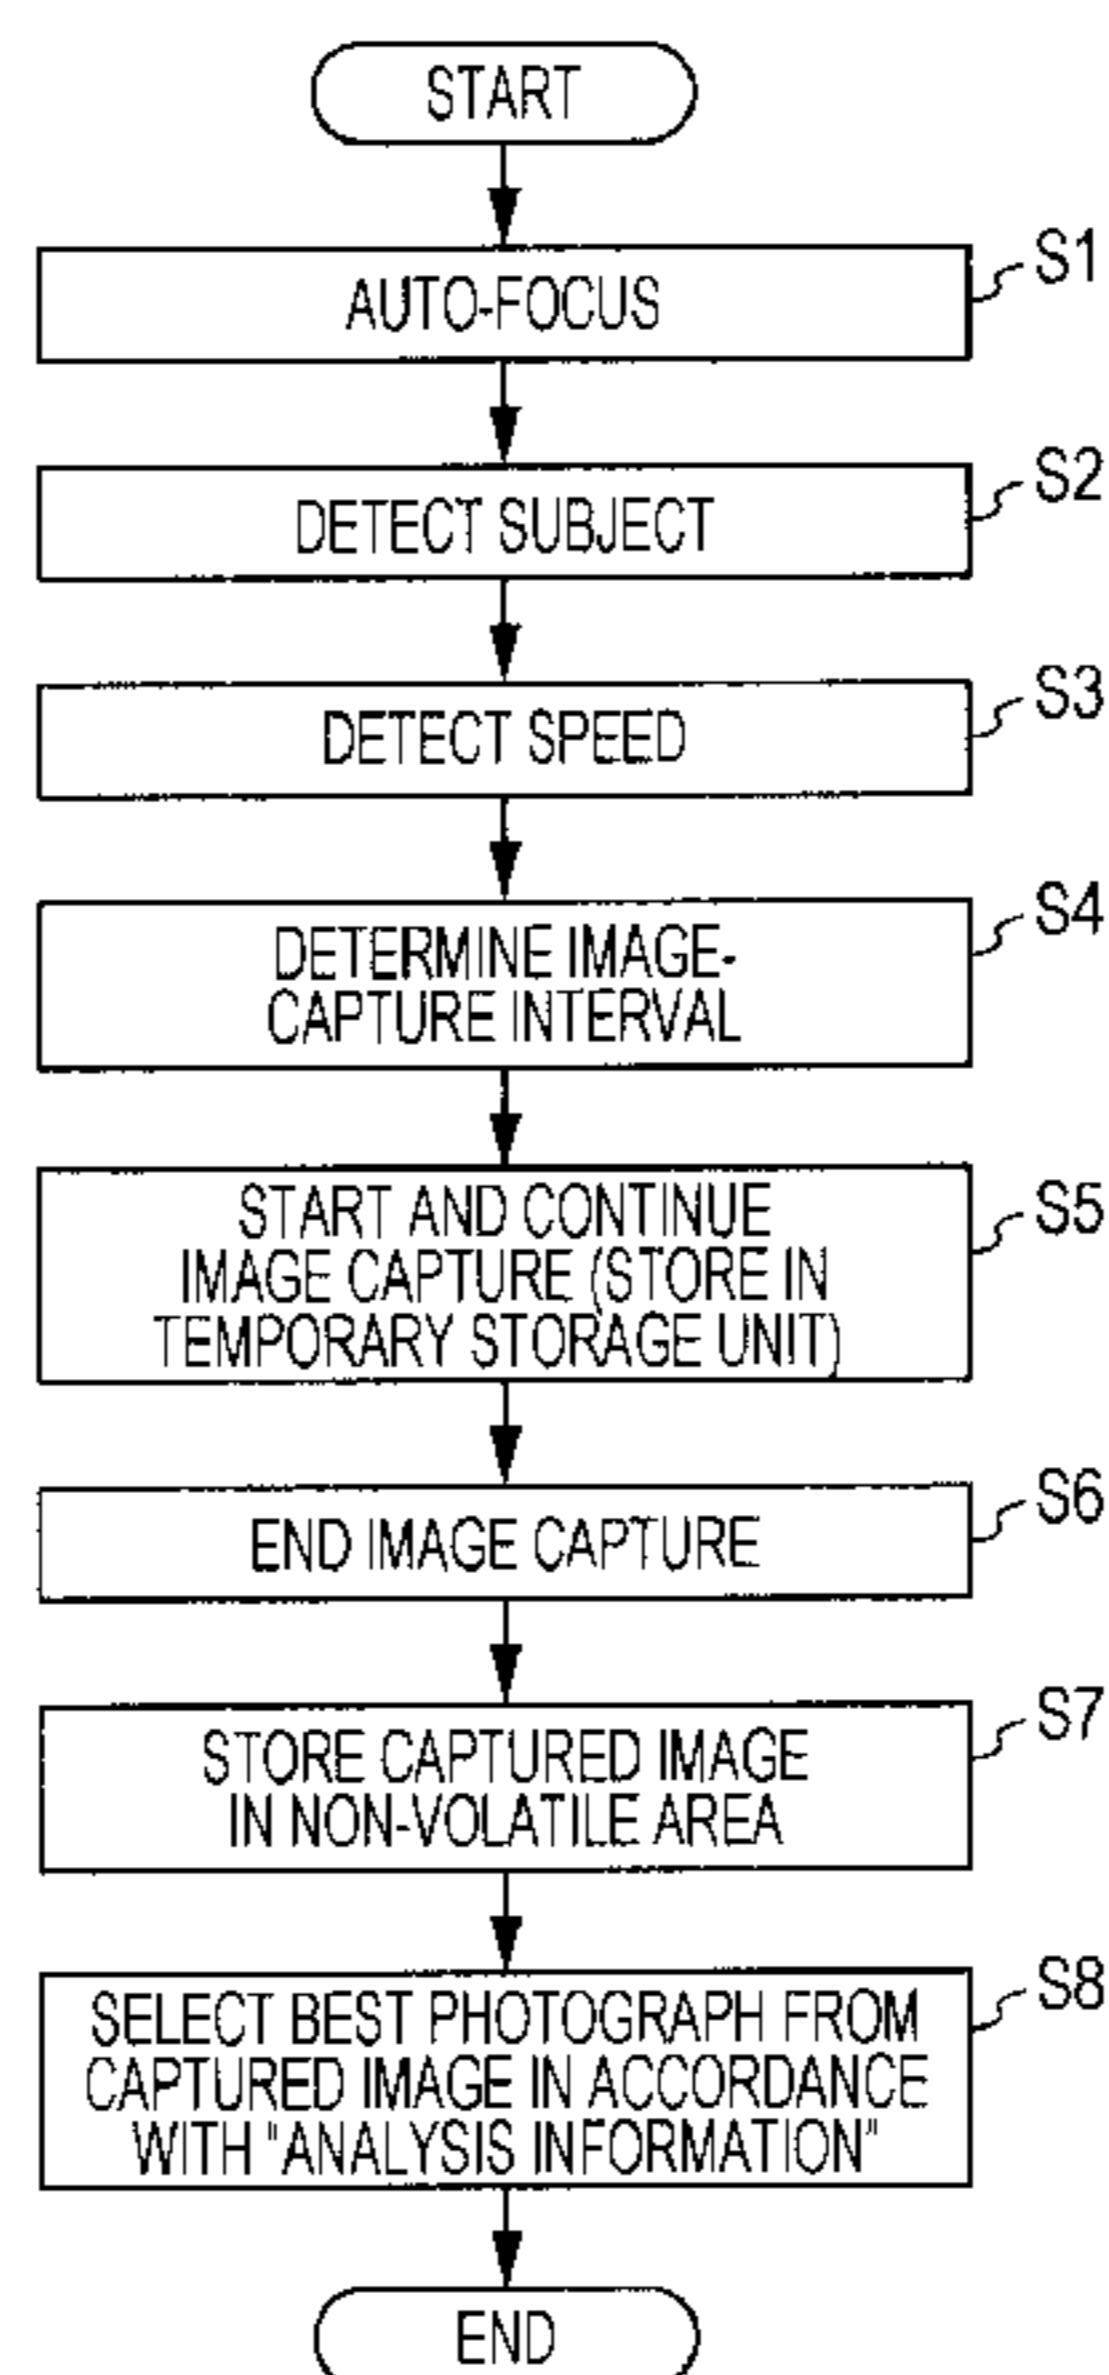 START
AUTO-FOCUS
S1
DETECT SUBJECT
S2
DETECT SPEED
S3
DETERMINE IMAGE-
CAPTURE INTERVAL
S4
START AND CONTINUE
IMAGE CAPTURE (STORE IN
TEMPORARY STORAGE UNIT)
S5
END IMAGE CAPTURE
S6
STORE CAPTURED IMAGE
IN NON-VOLATILE AREA
S7
SELECT BEST PHOTOGRAPH FROM
CAPTURED IMAGE IN ACCORDANCE
WITH "ANALYSIS INFORMATION"
S8
END